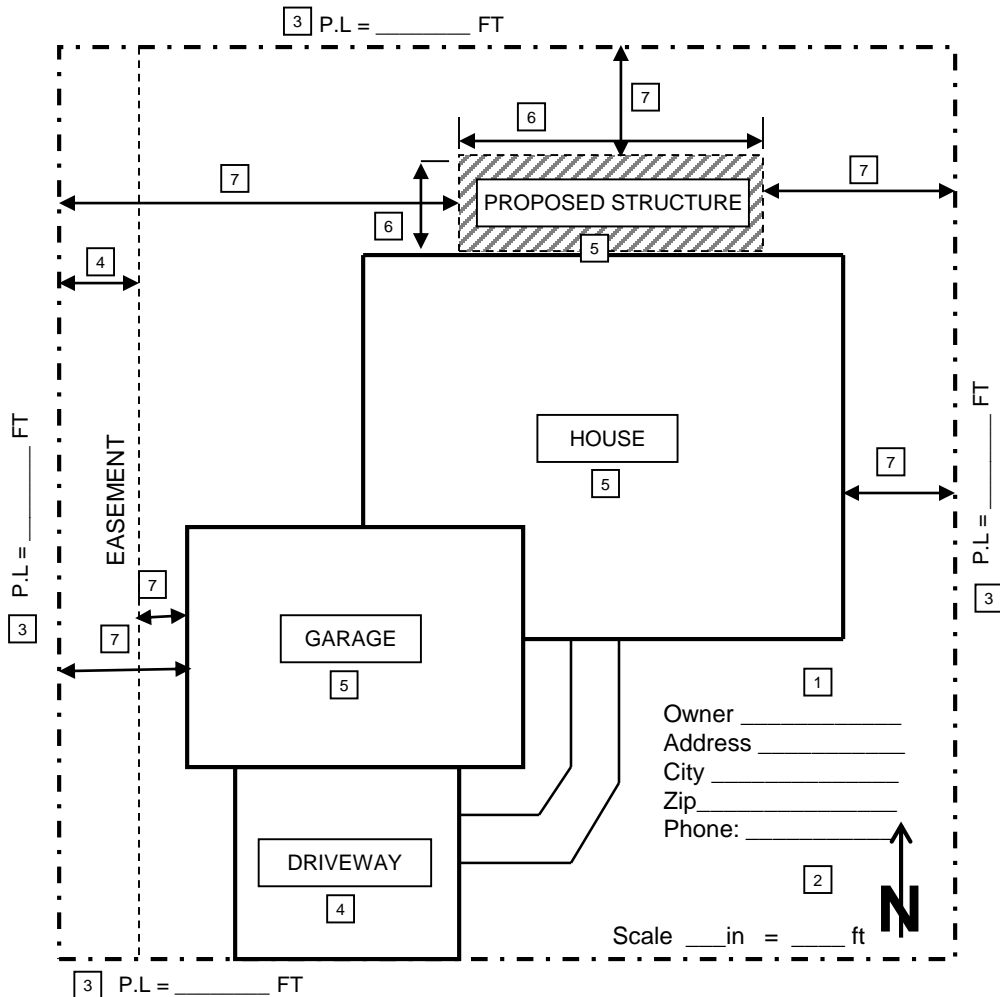 3 P.L = ________ FT
7
6
7
7
PROPOSED STRUCTURE
6
5
4
HOUSE
5
7
P.L = ________ FT
3
EASEMENT
P.L = ________ FT
3
7
7
GARAGE
5
1
Owner ____________
Address ___________
City ______________
Zip_______________
Phone: ___________
DRIVEWAY
4
2
N
Scale ___in = ____ ft
3 P.L = ________ FT